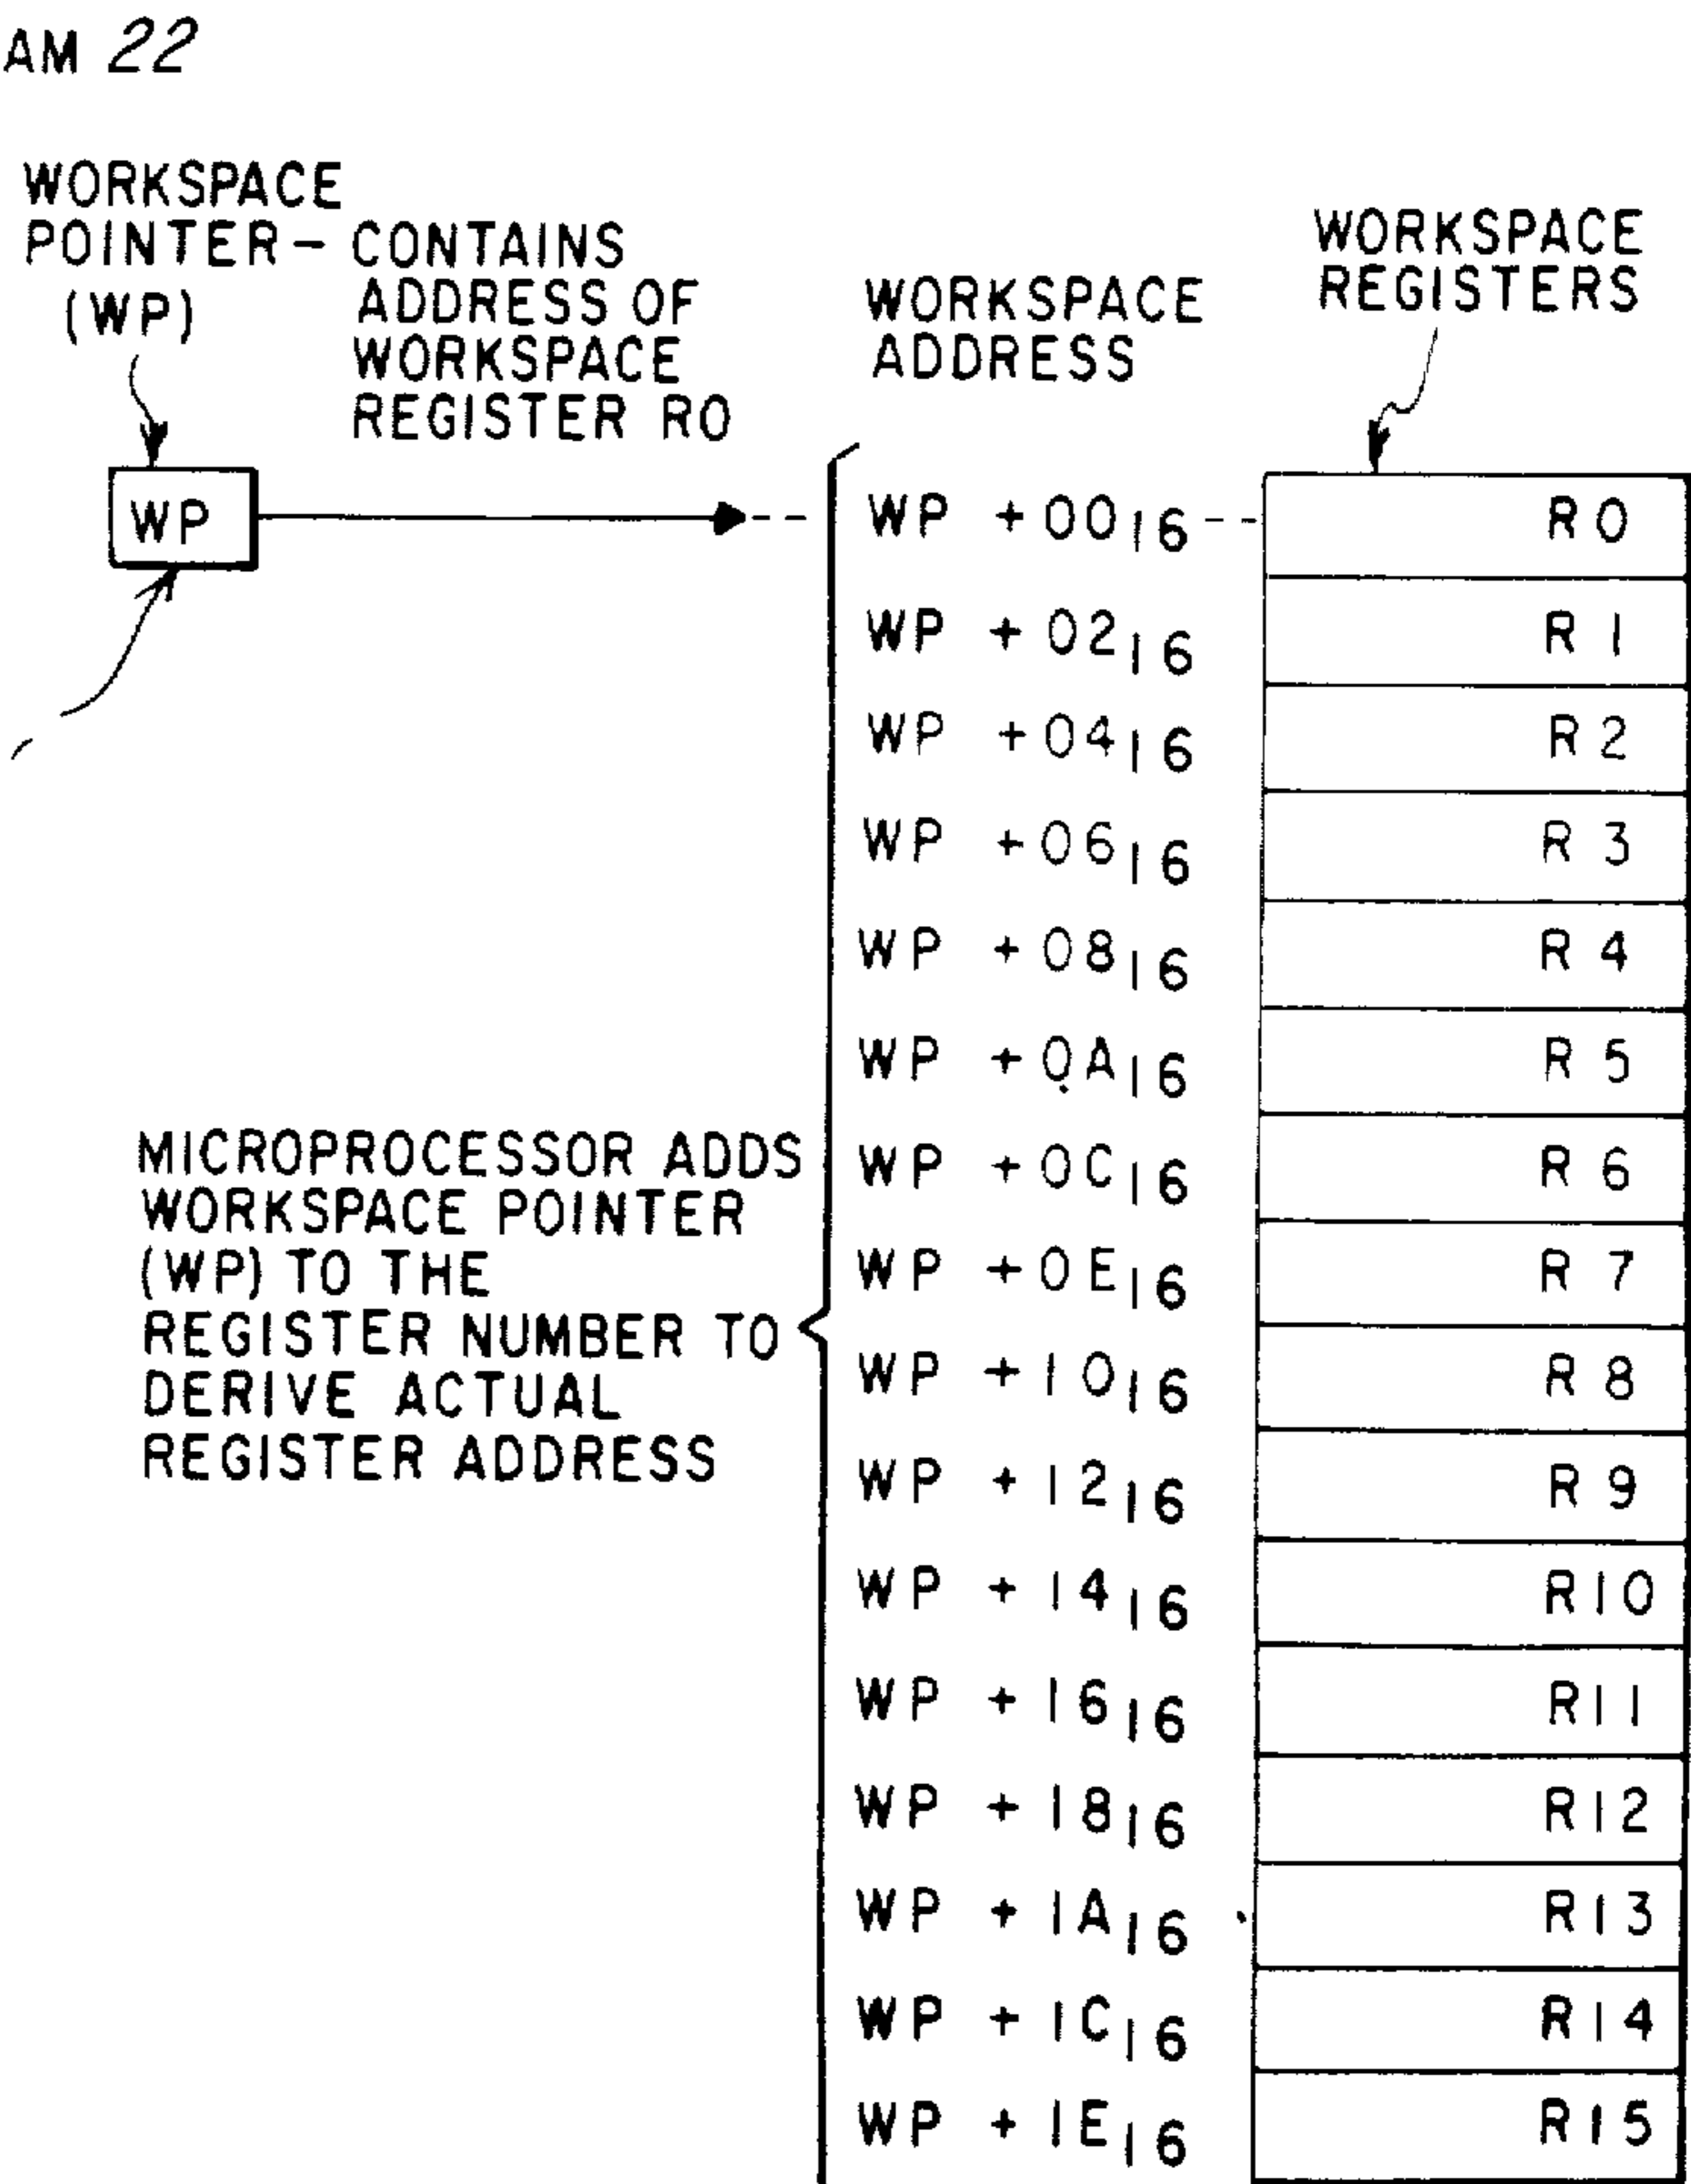 AM 22
WORKSPACE
POINTER - CONTAINS
(WP)
ADDRESS OF
WORKSPACE
REGISTER R0
WORKSPACE
ADDRESS
WORKSPACE
REGISTERS
WP
WP +00₁₆ R0
WP +02₁₆ R1
WP +04₁₆ R2
WP +06₁₆ R3
WP +08₁₆ R4
WP +0A₁₆ R5
WP +0C₁₆ R6
WP +0E₁₆ R7
WP +10₁₆ R8
WP +12₁₆ R9
WP +14₁₆ R10
WP +16₁₆ R11
WP +18₁₆ R12
WP +1A₁₆ R13
WP +1C₁₆ R14
WP +1E₁₆ R15
MICROPROCESSOR ADDS
WORKSPACE POINTER
(WP) TO THE
REGISTER NUMBER TO
DERIVE ACTUAL
REGISTER ADDRESS